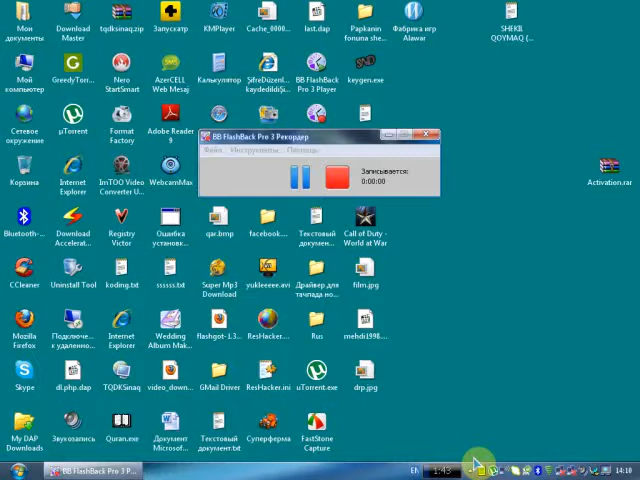 Мои
документы
Download
Master
tqdksinaq.zip
Запускатр
KMPlayer
Cache_0000...
last.dap
Papkanin
fonuna she...
Фабрика игр
Alawar
SHEKIL
QOYMAQ (...
Мой
компьютер
GreedyTorr...
Nero
StartSmart
AzerCELL
Web Mesaj
Калькулятор
ŞifreDüzenl...
kaydedildiŞi...
BB FlashBack
Pro 3 Player
keygen.exe
Сетевое
окружение
µTorrent
Format
Factory
Adobe Reader
9
BB FlashBack Pro 3 Рекордер
Файл Инструменты Помощь
Записывается:
0:00:00
Корзина
Internet
Explorer
ImTOO Video
Converter U...
WebcamMax
Activation.rar
Bluetooth-...
Download
Accelerat...
Registry
Victor
Ошибка
установк...
qar.bmp
facebook....
Текстовый
документ...
Call of Duty -
World at War
CCleaner
Uninstall Tool
koding.txt
ssssss.txt
Super Mp3
Download
yukleeeee.avi
Драйвер для
тачпада но...
film.jpg
Mozilla
Firefox
Подключе...
к удаленно...
Internet
Explorer
Wedding
Album Mak...
flashgot-1.3...
ResHacker....
Rus
mehdi1998....
Skype
dl.php.dap
TQDKSinaq
video_down...
GMail Driver
ResHacker.ini
uTorrent.exe
drp.jpg
My DAP
Downloads
Звукозапись
Quran.exe
Документ
Microsof...
Текстовый
документ.txt
Суперферма
FastStone
Capture
BB FlashBack Pro 3 P...
EN
1:43
14:10